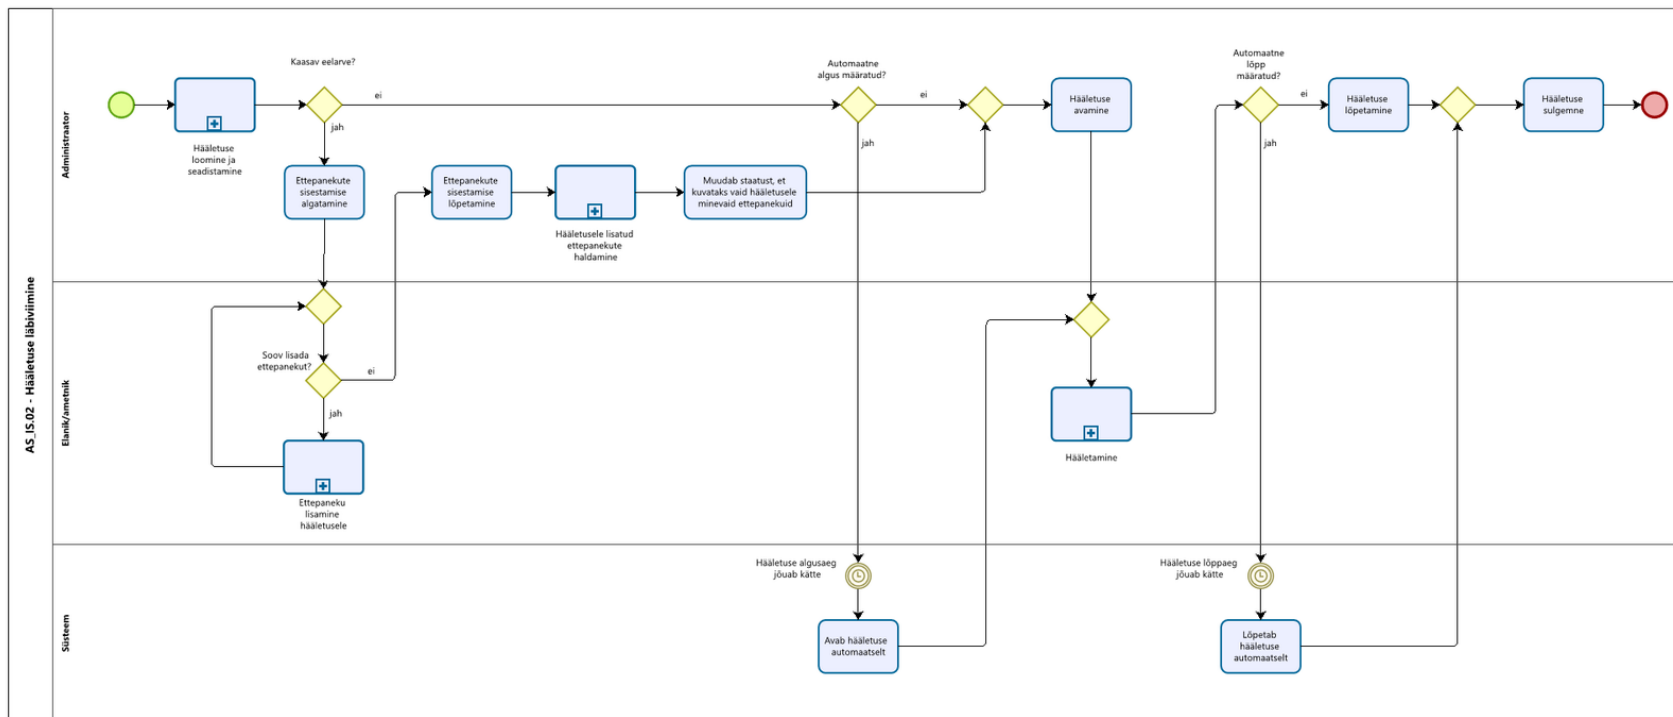 AS_IS.02 - Hääletuse läbiviimine
Administraator
Hääletuse
loomine ja
seadistamine
Kaasav eelarve?
ei
jah
Ettepanekute
sisestamise
algatamine
Ettepanekute
sisestamise
lõpetamine
Hääletusele lisatud
ettepanekute
haldamine
Muudab staatust, et
kuvataks vaid hääletusele
minevaid ettepanekuid
Automaatne
algus määratud?
ei
jah
Hääletuse
avamine
Automaatne
lõpp
määratud?
ei
jah
Hääletuse
lõpetamine
Hääletuse
sulgemne
Elanik/ametnik
Soov lisada
ettepanekut?
ei
jah
Ettepaneku
lisamine
hääletusele
Hääletamine
Süsteem
Hääletuse algusaeg
jõuab kätte
Avab hääletuse
automaatselt
Hääletuse lõppaeg
jõuab kätte
Lõpetab
hääletuse
automaatselt